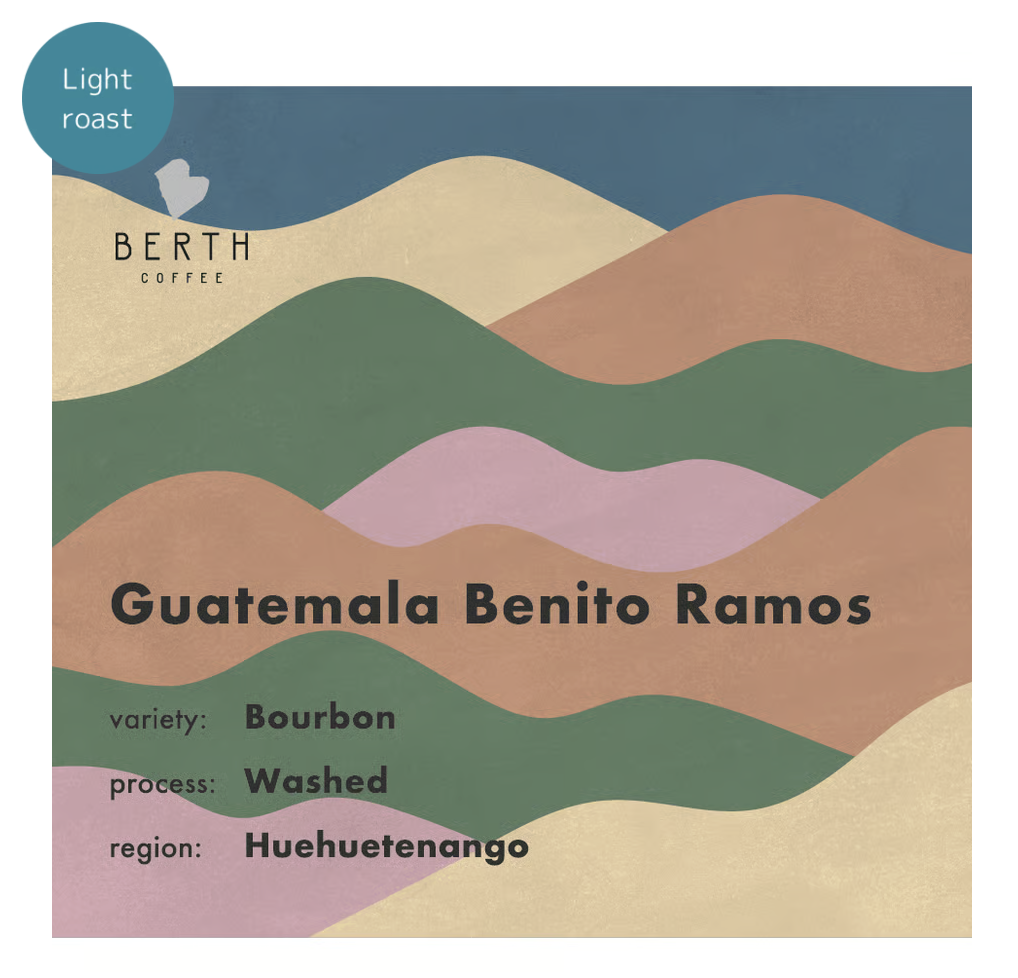 Light
roast
BERTH
COFFEE
Guatemala Benito Ramos
variety: Bourbon
process: Washed
region: Huehuetenango